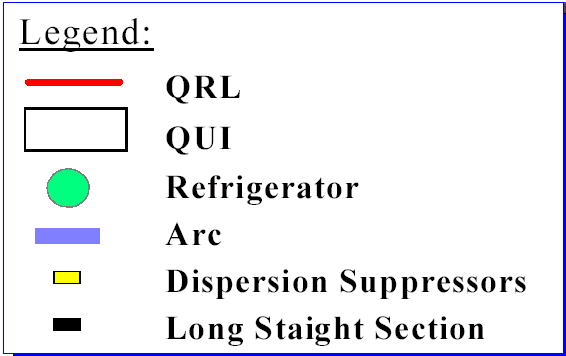 Legend:
QRL
QUI
Refrigerator
Arc
Dispersion Suppressors
Long Staight Section